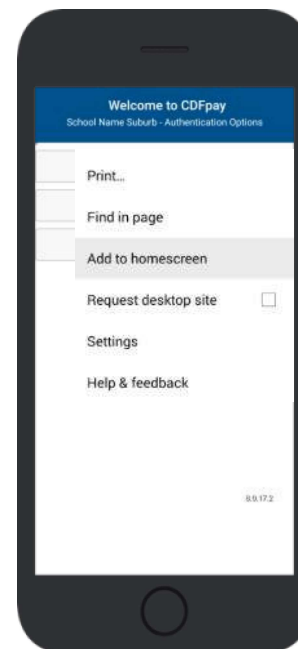 Welcome to CDFpay
School Name Suburb - Authentication Options
Print...
Find in page
Add to homescreen
Request desktop site
Settings
Help & feedback
8.9.17.2